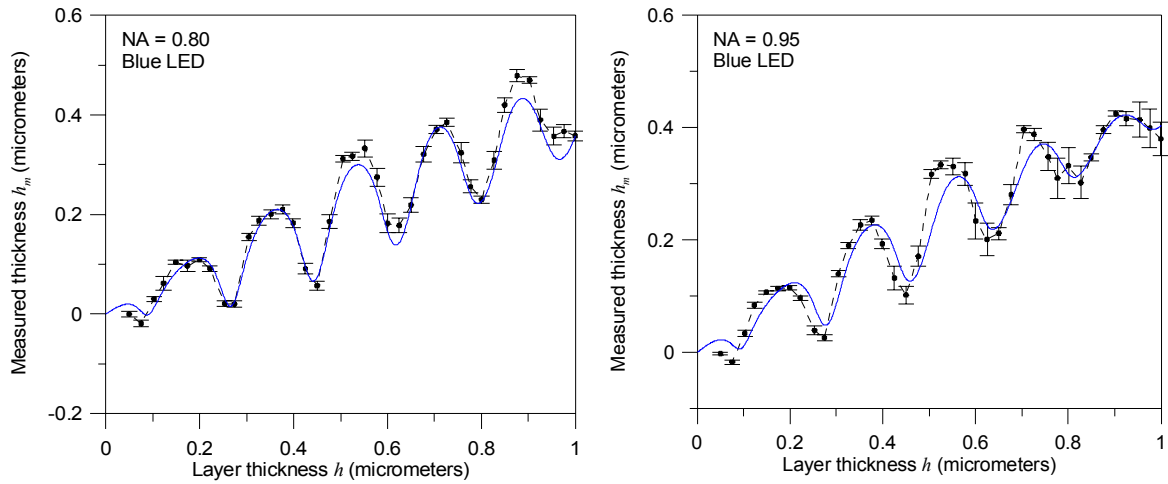 0.6
NA = 0.80
Blue LED
0.4
0.2
0
-0.2
Measured thickness hm (micrometers)
0 0.2 0.4 0.6 0.8 1
Layer thickness h (micrometers)
0.6
NA = 0.95
Blue LED
0.4
0.2
0
Measured thickness hm (micrometers)
0 0.2 0.4 0.6 0.8 1
Layer thickness h (micrometers)